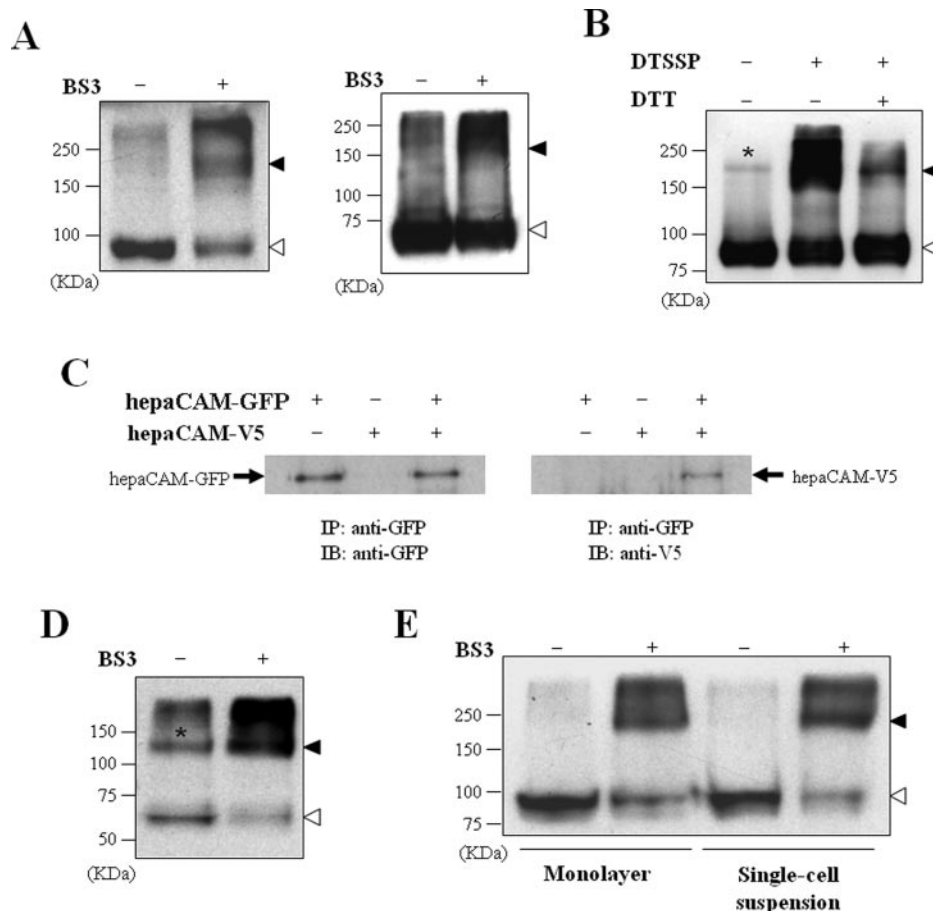 A
BS3 – +
250
150
100
(KDa)
BS3 – +
250
150
100
75
(KDa)
B
DTSSP – + +
DTT – – +
*
250
150
100
75
(KDa)
C
hepaCAM-GFP + – + + – +
hepaCAM-V5 – + + – + +
hepaCAM-GFP
hepaCAM-V5
IP: anti-GFP
IB: anti-GFP
IP: anti-GFP
IB: anti-V5
D
BS3 – +
150
*
100
75
50
(KDa)
E
BS3 – + – +
250
150
100
75
(KDa)
Monolayer
Single-cell
suspension